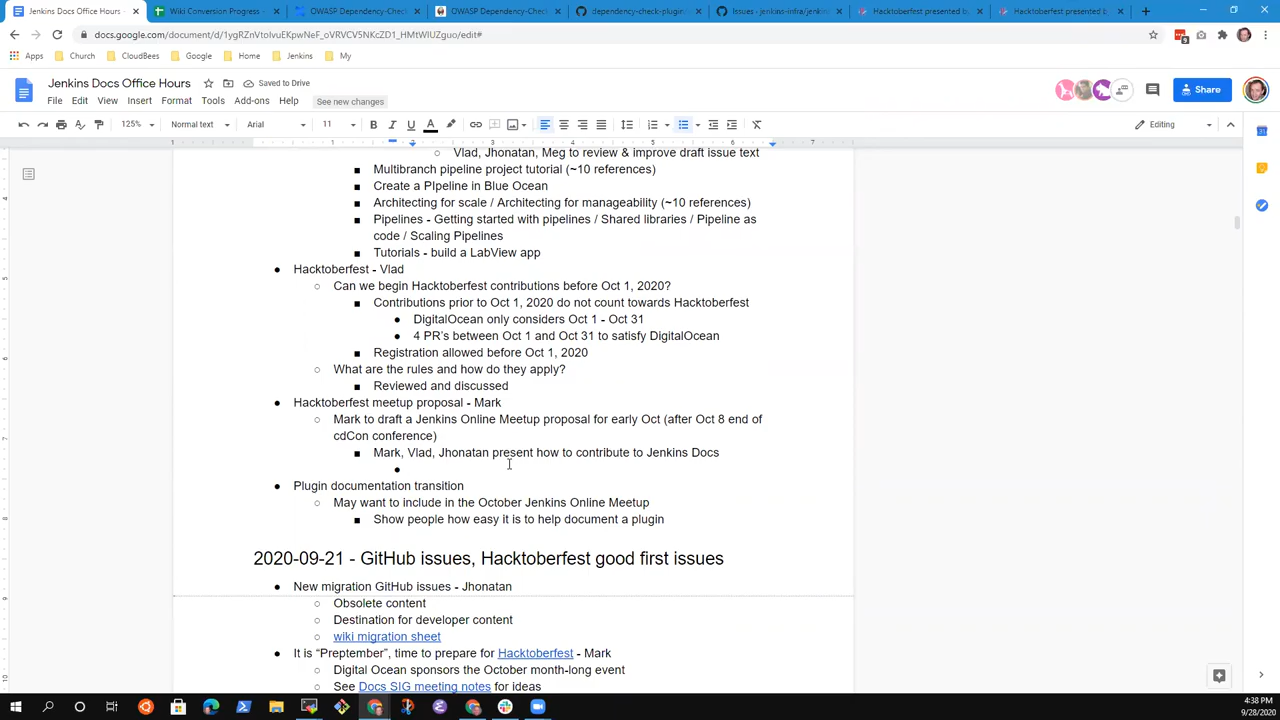 Jenkins Docs Office Hours -
Wiki Conversion Progress -
OWASP Dependency-Check
OWASP Dependency-Check
dependency-check-plugin
Issues - jenkins-infra/jenkin
Hacktoberfest presented b
Hacktoberfest presented b
docs.google.com/document/d/1ygRZnVtoIvuEKpwNeF_oVRVCV5NKcZD1_HMtWIUZguo/edit#
Apps Church CloudBees Google Home Jenkins My
Jenkins Docs Office Hours Saved to Drive
File Edit View Insert Format Tools Add-ons Help See new changes
Share
125% Normal text Arial 11 B I U A Editing
1 1 2 3 4 5 6 7
Vlad, Jhonatan, Meg to review & improve draft issue text
Multibranch pipeline project tutorial (~10 references)
Create a PIpeline in Blue Ocean
Architecting for scale / Architecting for manageability (~10 references)
Pipelines - Getting started with pipelines / Shared libraries / Pipeline as
code / Scaling Pipelines
Tutorials - build a LabView app
Hacktoberfest - Vlad
Can we begin Hacktoberfest contributions before Oct 1, 2020?
Contributions prior to Oct 1, 2020 do not count towards Hacktoberfest
DigitalOcean only considers Oct 1 - Oct 31
4 PR's between Oct 1 and Oct 31 to satisfy DigitalOcean
Registration allowed before Oct 1, 2020
What are the rules and how do they apply?
Reviewed and discussed
Hacktoberfest meetup proposal - Mark
Mark to draft a Jenkins Online Meetup proposal for early Oct (after Oct 8 end of
cdCon conference)
Mark, Vlad, Jhonatan present how to contribute to Jenkins Docs
Plugin documentation transition
May want to include in the October Jenkins Online Meetup
Show people how easy it is to help document a plugin
2020-09-21 - GitHub issues, Hacktoberfest good first issues
New migration GitHub issues - Jhonatan
Obsolete content
Destination for developer content
wiki migration sheet
It is “Preptember”, time to prepare for Hacktoberfest - Mark
Digital Ocean sponsors the October month-long event
See Docs SIG meeting notes for ideas
4:38 PM
9/28/2020